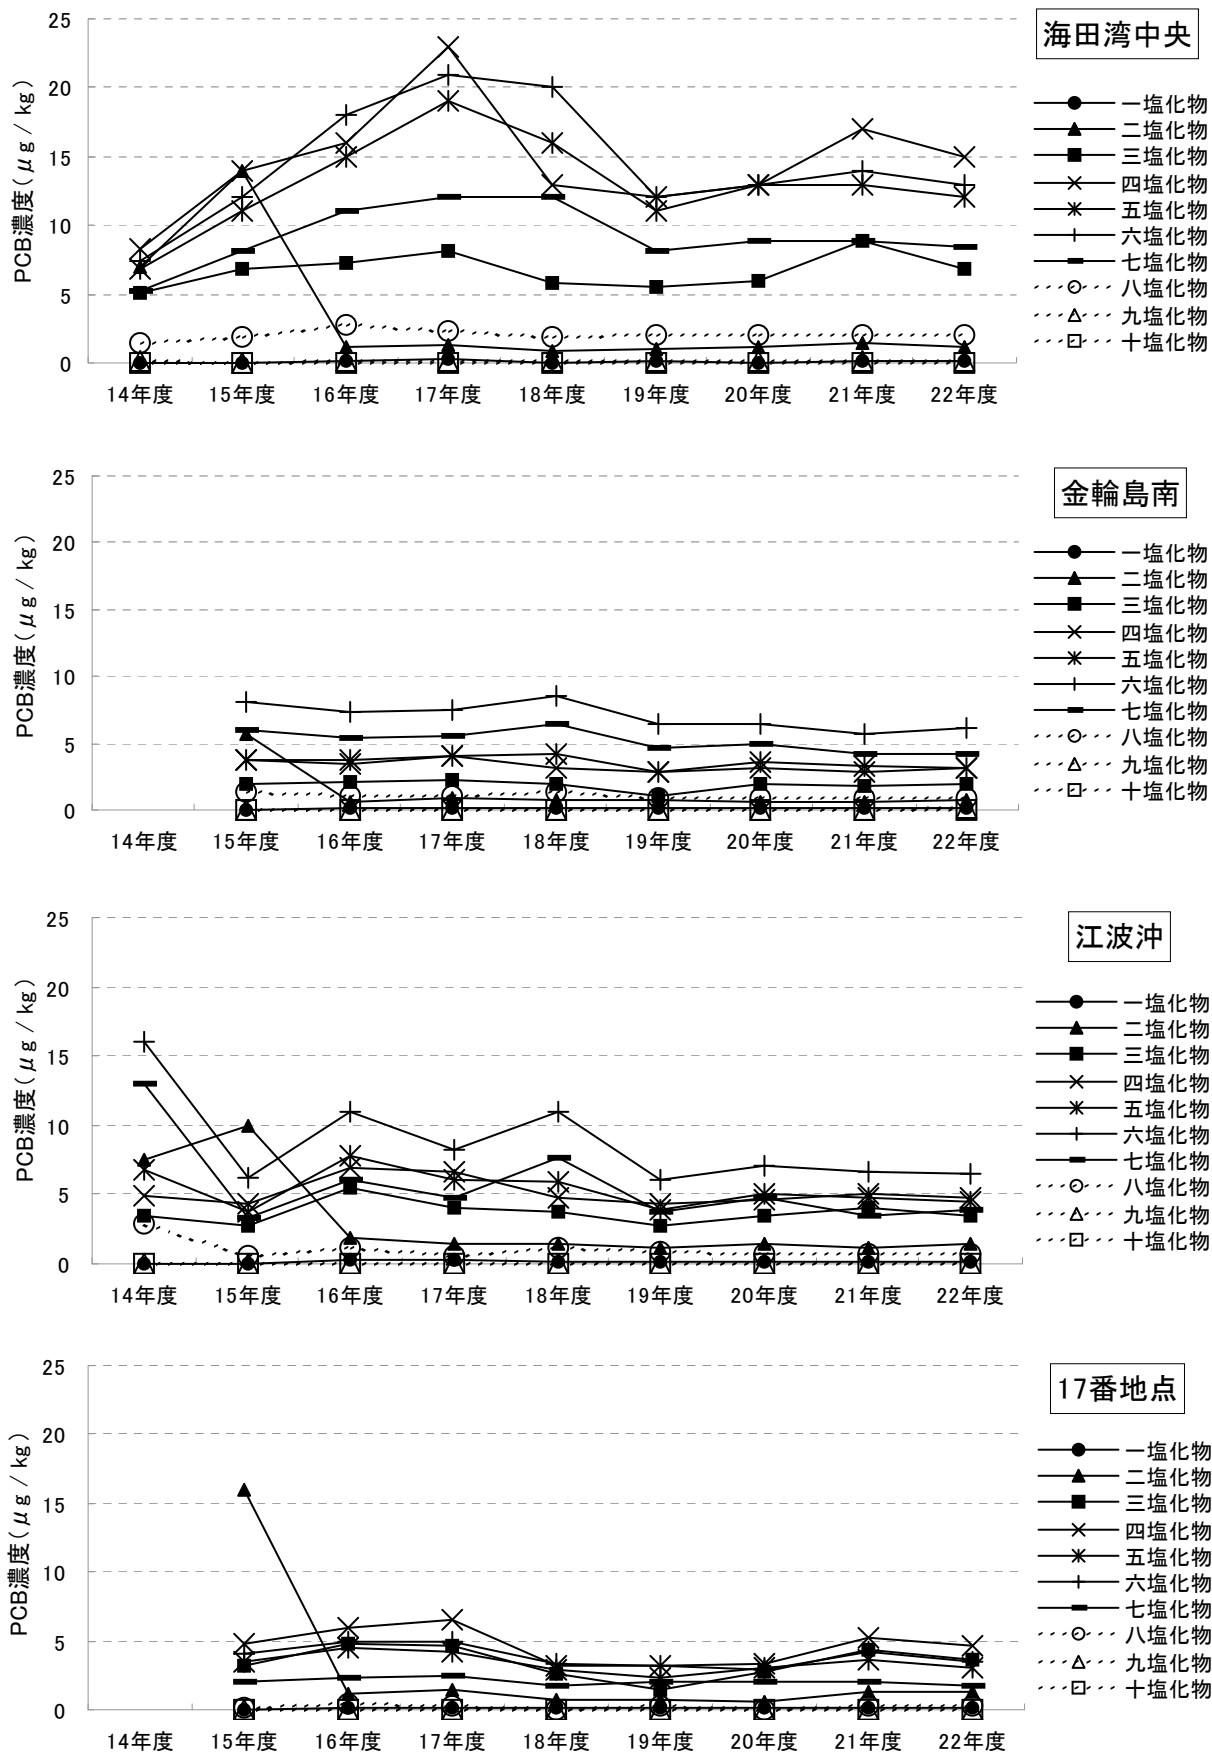 海田湾中央
PCB濃度(μg/kg)
25
20
15
10
5
0
14年度 15年度 16年度 17年度 18年度 19年度 20年度 21年度 22年度
一塩化物
二塩化物
三塩化物
四塩化物
五塩化物
六塩化物
七塩化物
八塩化物
九塩化物
十塩化物
金輪島南
PCB濃度(μg/kg)
25
20
15
10
5
0
14年度 15年度 16年度 17年度 18年度 19年度 20年度 21年度 22年度
一塩化物
二塩化物
三塩化物
四塩化物
五塩化物
六塩化物
七塩化物
八塩化物
九塩化物
十塩化物
江波沖
PCB濃度(μg/kg)
25
20
15
10
5
0
14年度 15年度 16年度 17年度 18年度 19年度 20年度 21年度 22年度
一塩化物
二塩化物
三塩化物
四塩化物
五塩化物
六塩化物
七塩化物
八塩化物
九塩化物
十塩化物
17番地点
PCB濃度(μg/kg)
25
20
15
10
5
0
14年度 15年度 16年度 17年度 18年度 19年度 20年度 21年度 22年度
一塩化物
二塩化物
三塩化物
四塩化物
五塩化物
六塩化物
七塩化物
八塩化物
九塩化物
十塩化物